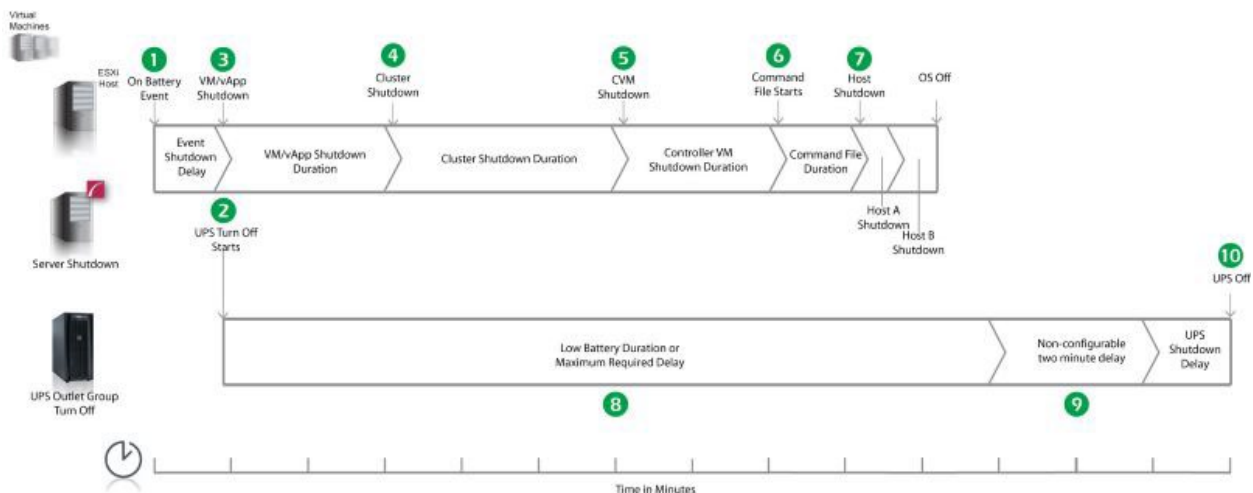 Virtual
Machines
ESXi
Host
1
On Battery
Event
3
VM/vApp
Shutdown
4
Cluster
Shutdown
5
CVM
Shutdown
6
Command
File Starts
7
Host
Shutdown
OS Off
Event
Shutdown
Delay
VM/vApp Shutdown
Duration
Cluster Shutdown Duration
Controller VM
Shutdown Duration
Command File
Duration
Host A
Shutdown
Host B
Shutdown
2
UPS Turn Off
Starts
Server Shutdown
10
UPS Off
Low Battery Duration or
Maximum Required Delay
Non-configurable
two minute delay
UPS
Shutdown
Delay
UPS Outlet Group
Turn Off
8
9
Time in Minutes